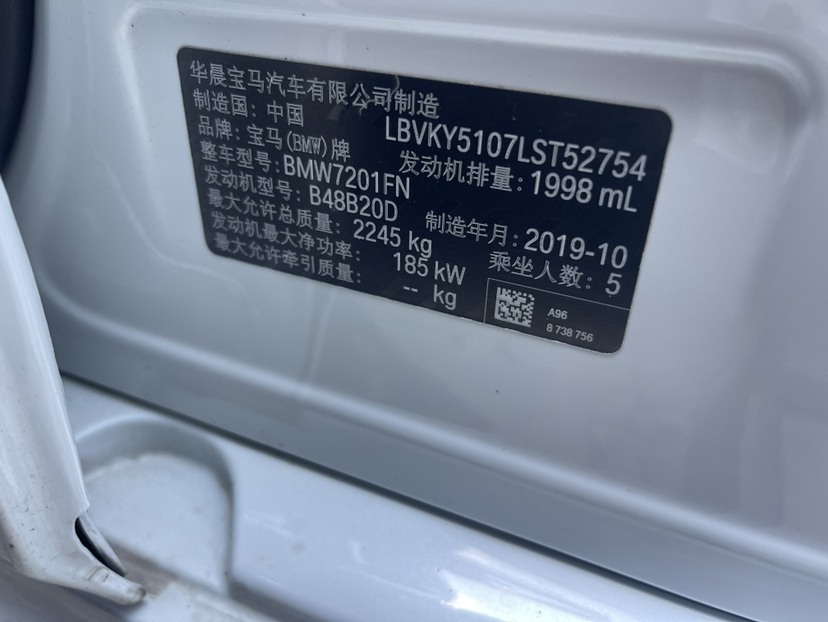 华晨宝马汽车有限公司制造
制造国: 中国 LBVKY5107LST52754
品牌: 宝马(BMW)牌 发动机排量: 1998 mL
整车型号: BMW7201FN
发动机型号: B48B20D 制造年月: 2019-10
最大允许总质量: 2245 kg 乘坐人数: 5
发动机最大净功率: 185 kW
最大允许牵引质量: -- kg
A96
8 738 756